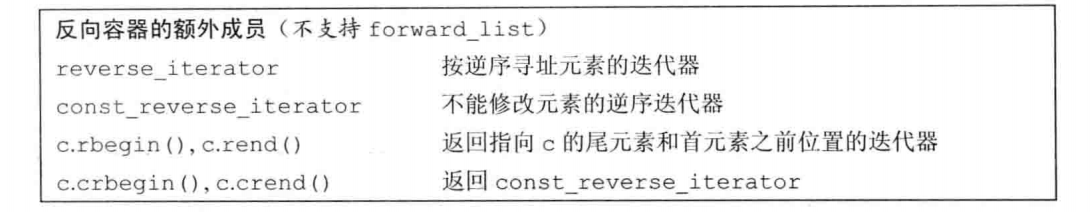 反向容器的额外成员（不支持 forward_list）
reverse_iterator 按逆序寻址元素的迭代器
const_reverse_iterator 不能修改元素的逆序迭代器
c.rbegin(),c.rend() 返回指向 c 的尾元素和首元素之前位置的迭代器
c.crbegin(),c.crend() 返回 const_reverse_iterator